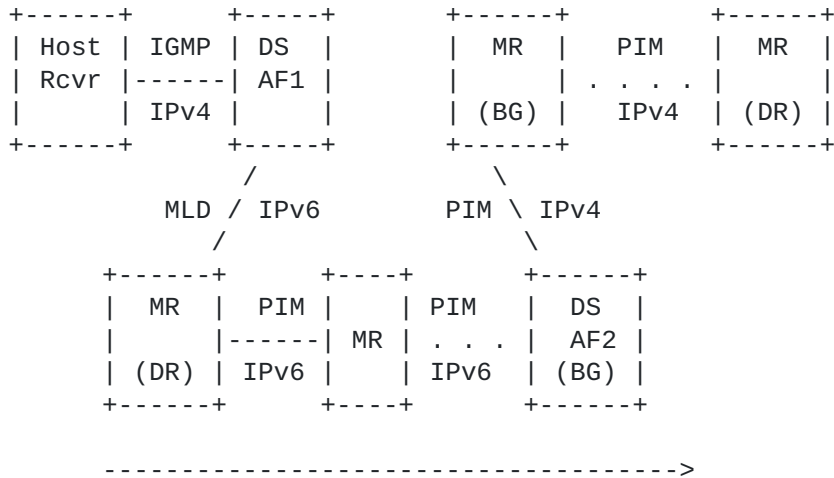 Host IGMP DS MR PIM MR
Rcvr AF1
IPv4 (BG) IPv4 (DR)
MLD IPv6 PIM IPv4
MR PIM PIM DS
MR AF2
(DR) IPv6 IPv6 (BG)